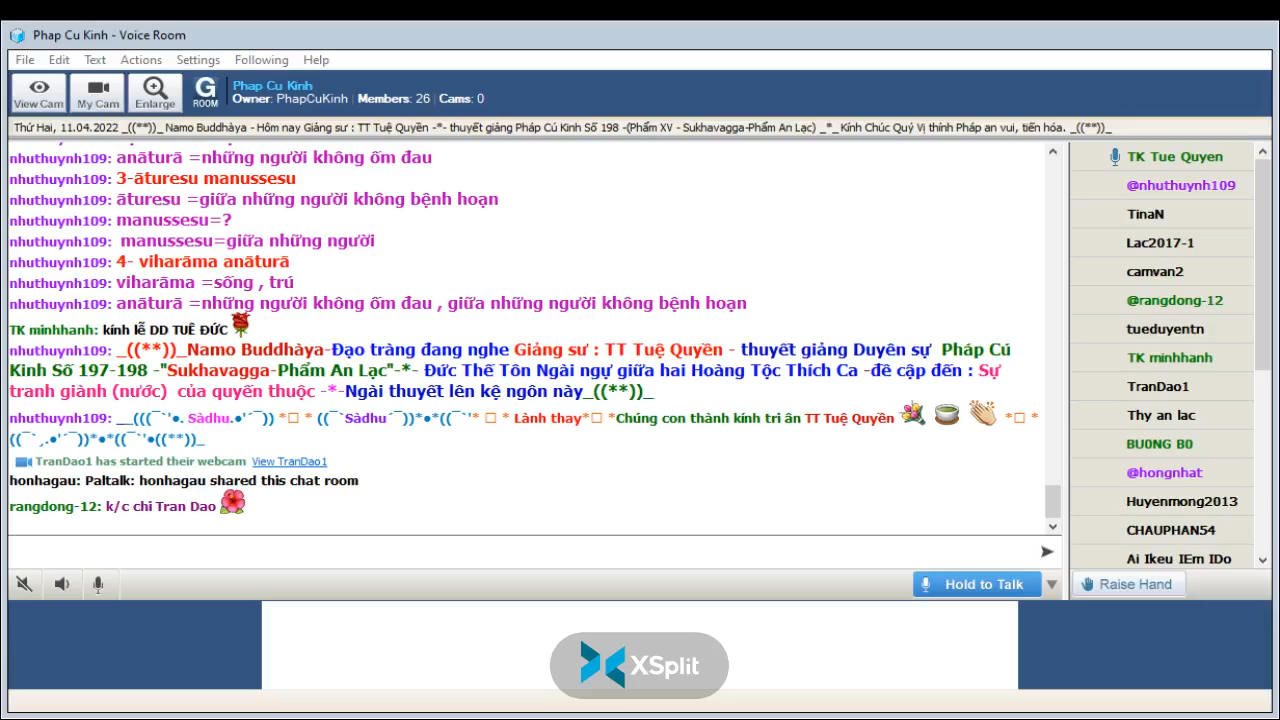 Phap Cu Kinh - Voice Room
File Edit Text Actions Settings Following Help
View Cam My Cam Enlarge G ROOM
Phap Cu Kinh
Owner: PhapCuKinh Members: 26 Cams: 0
Thứ Hai, 11.04.2022 _((**))_ Namo Buddhàya - Hôm nay Giảng sư : TT Tuệ Quyền -*- thuyết giảng Pháp Cú Kinh Số 198 -(Phẩm XV - Sukhavagga-Phẩm An Lạc) _*_ Kính Chúc Quý Vị thính Pháp an vui, tiến hóa. _((**))_
nhuthuynh109: anāturā =những người không ốm đau
nhuthuynh109: 3-āturesu manussesu
nhuthuynh109: āturesu =giữa những người không bệnh hoạn
nhuthuynh109: manussesu=?
nhuthuynh109: manussesu=giữa những người
nhuthuynh109: 4- viharāma anāturā
nhuthuynh109: viharāma =sống , trú
nhuthuynh109: anāturā =những người không ốm đau , giữa những người không bệnh hoạn
TK minhhanh: kính lễ DD TUỆ ĐỨC
nhuthuynh109: _((**))_Namo Buddhàya-Đạo tràng đang nghe Giảng sư : TT Tuệ Quyền - thuyết giảng Duyên sự Pháp Cú
Kinh Số 197-198 -"Sukhavagga-Phẩm An Lạc"-*- Đức Thế Tôn Ngài ngự giữa hai Hoàng Tộc Thích Ca -đề cập đến : Sự
tranh giành (nước) của quyến thuộc -*-Ngài thuyết lên kệ ngôn này_((**))_
nhuthuynh109: __(((¯`'•. Sàdhu.•'´¯)) *□ * ((¯`Sàdhu´¯))*•*((¯`'* □ * Lành thay*□ *Chúng con thành kính tri ân TT Tuệ Quyền *□ *
((¯`¸.•'´¯))*•*((¯`•((**))_
TranDao1 has started their webcam View TranDao1
honhagau: Paltalk: honhagau shared this chat room
rangdong-12: k/c chi Tran Dao
Hold to Talk
TK Tue Quyen
@nhuthuynh109
TinaN
Lac2017-1
camvan2
@rangdong-12
tueduyentn
TK minhhanh
TranDao1
Thy an lac
BU0NG B0
@hongnhat
Huyenmong2013
CHAUPHAN54
Ai Ikeu IEm IDo
Raise Hand
XSplit